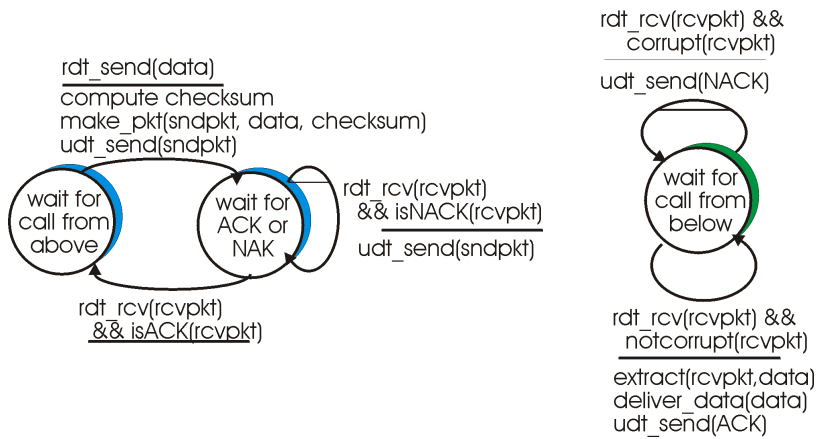 rdt_send(data)
compute checksum
make_pkt(sndpkt, data, checksum)
udt_send(sndpkt)
wait for
call from
above
wait for
ACK or
NAK
rdt_rcv(rcvpkt)
&& isNACK(rcvpkt)
udt_send(sndpkt)
rdt_rcv(rcvpkt)
&& isACK(rcvpkt)
rdt_rcv(rcvpkt) &&
corrupt(rcvpkt)
udt_send(NACK)
wait for
call from
below
rdt_rcv(rcvpkt) &&
notcorrupt(rcvpkt)
extract(rcvpkt,data)
deliver_data(data)
udt_send(ACK)